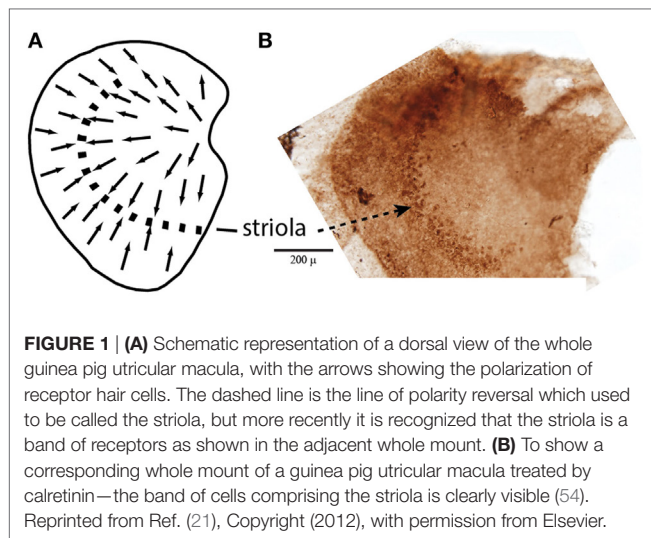 A
B
striola
200 µ
FIGURE 1 | (A) Schematic representation of a dorsal view of the whole
guinea pig utricular macula, with the arrows showing the polarization of
receptor hair cells. The dashed line is the line of polarity reversal which used
to be called the striola, but more recently it is recognized that the striola is a
band of receptors as shown in the adjacent whole mount. (B) To show a
corresponding whole mount of a guinea pig utricular macula treated by
calretinin—the band of cells comprising the striola is clearly visible (54).
Reprinted from Ref. (21), Copyright (2012), with permission from Elsevier.